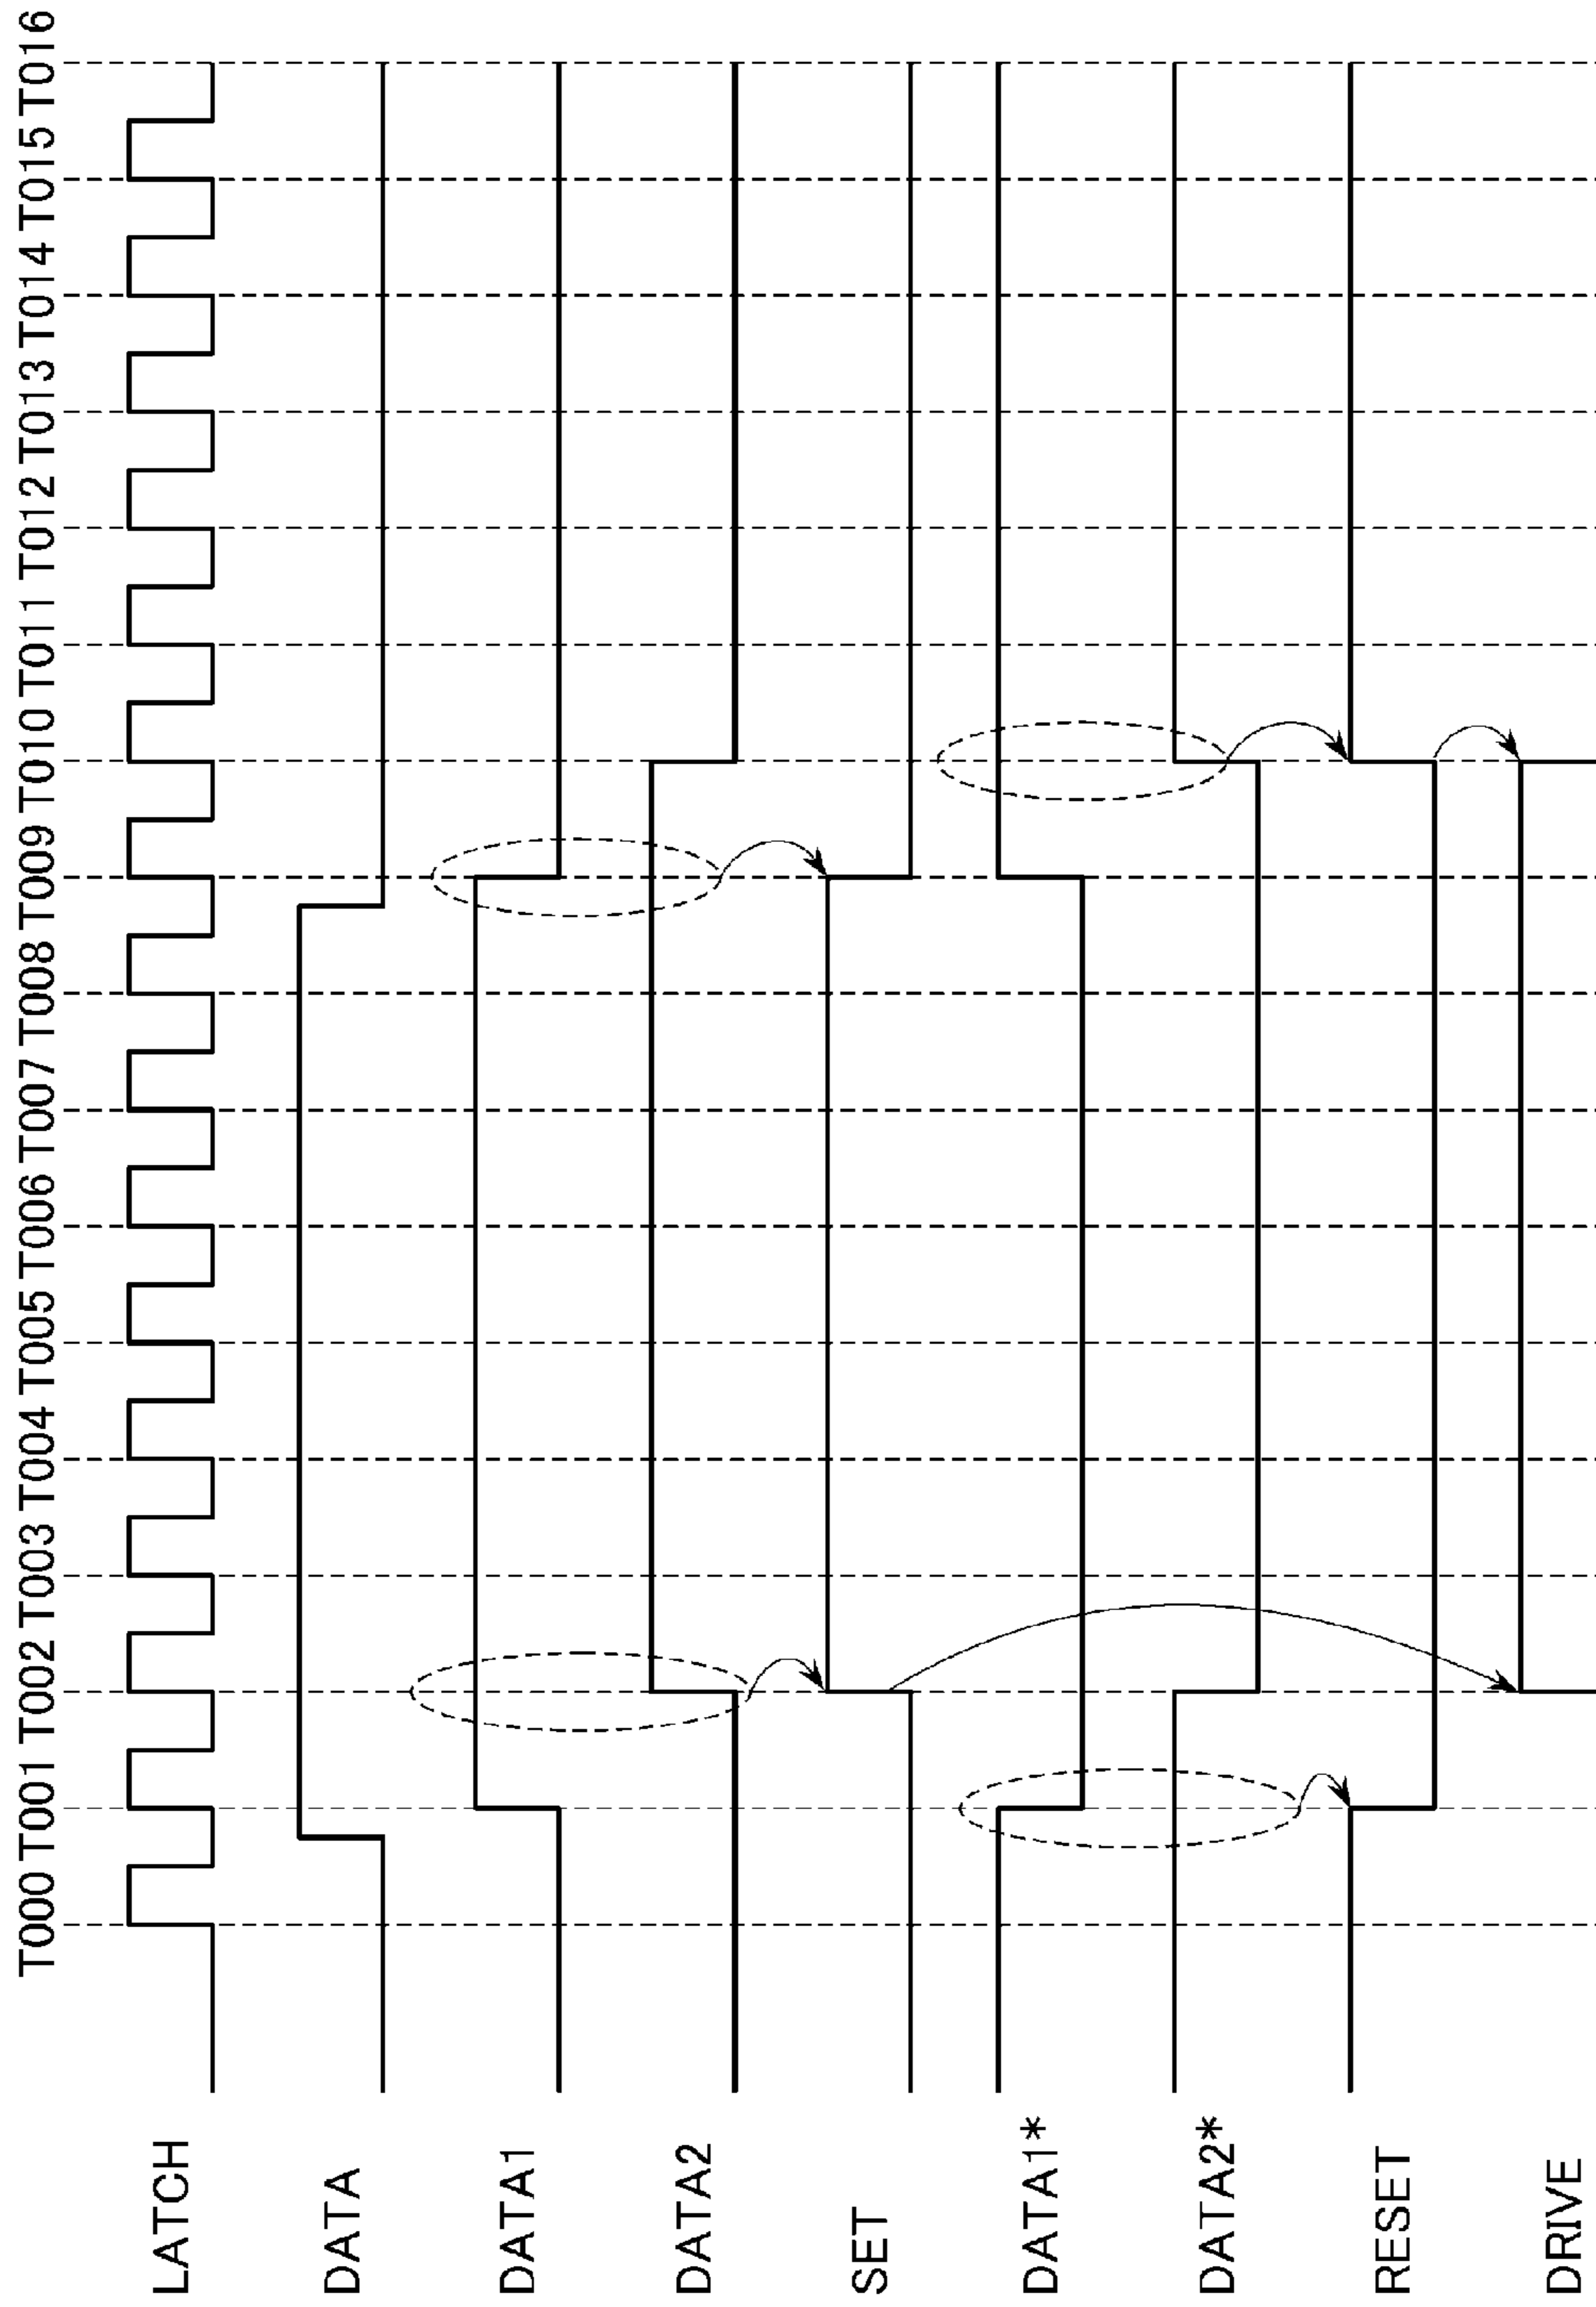 T000 T001 T002 T003 T004 T005 T006 T007 T008 T009 T010 T011 T012 T013 T014 T015 T016
LATCH
DATA
DATA1
DATA2
SET
DATA1*
DATA2*
RESET
DRIVE